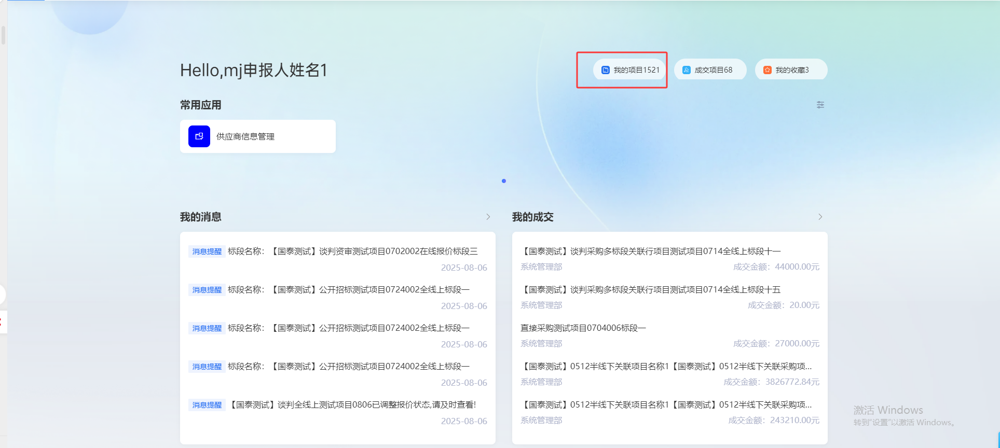 Hello,mj申报人姓名1
我的项目1521
成交项目68
我的收藏3
常用应用
供应商信息管理
我的消息
消息提醒 标段名称：【国泰测试】谈判资审测试项目0702002在线报价标段三
2025-08-06
消息提醒 标段名称：【国泰测试】公开招标测试项目0724002全线上标段一
2025-08-06
消息提醒 标段名称：【国泰测试】公开招标测试项目0724002全线上标段一
2025-08-06
消息提醒 标段名称：【国泰测试】公开招标测试项目0724002全线上标段一
2025-08-06
消息提醒 【国泰测试】谈判全线上测试项目0806已调整报价状态,请及时查看!
2025-08-06
我的成交
【国泰测试】谈判采购多标段关联行项目测试项目0714全线上标段十一
系统管理部 成交金额：44000.00元
【国泰测试】谈判采购多标段关联行项目测试项目0714全线上标段十五
系统管理部 成交金额：20.00元
直接采购测试项目0704006标段一
系统管理部 成交金额：27000.00元
【国泰测试】0512半线下关联项目名称1【国泰测试】0512半线下关联采购项...
系统管理部 成交金额：3826772.84元
【国泰测试】0512半线下关联项目名称1【国泰测试】0512半线下关联采购项...
系统管理部 成交金额：243210.00元
激活 Windows
转到"设置"以激活 Windows。